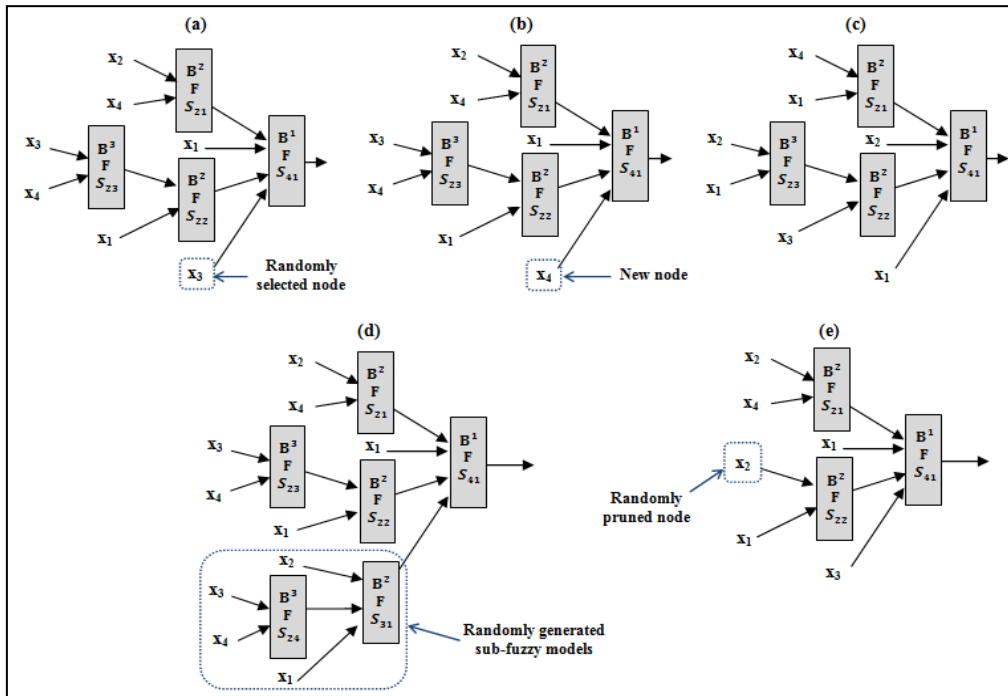 (a)
x₂
x₄
B²
F
S₂₁
x₃
x₄
B³
F
S₂₃
x₁
B¹
F
S₄₁
B²
F
S₂₂
x₁
x₃
Randomly
selected node
(b)
x₂
x₄
B²
F
S₂₁
x₃
x₄
B³
F
S₂₃
x₁
B¹
F
S₄₁
B²
F
S₂₂
x₁
x₄
New node
(c)
x₄
x₁
B²
F
S₂₁
x₂
x₁
B³
F
S₂₃
x₂
B¹
F
S₄₁
B²
F
S₂₂
x₃
x₁
(d)
x₂
x₄
B²
F
S₂₁
x₃
x₄
B³
F
S₂₃
x₁
B¹
F
S₄₁
B²
F
S₂₂
x₁
x₂
x₃
x₄
B³
F
S₂₄
B²
F
S₃₁
x₁
Randomly generated
sub-fuzzy models
(e)
x₂
x₄
B²
F
S₂₁
x₁
B¹
F
S₄₁
x₂
Randomly
pruned node
B²
F
S₂₂
x₁
x₃